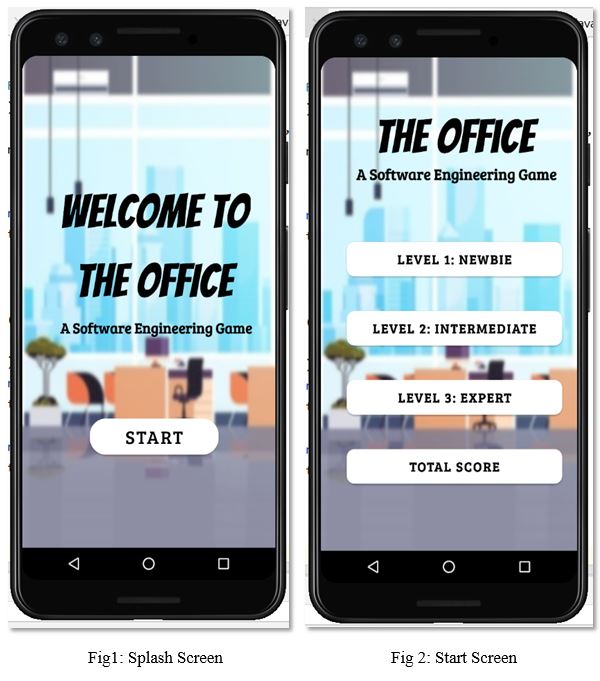 WELCOME TO
THE OFFICE
A Software Engineering Game
START
Fig1: Splash Screen
THE OFFICE
A Software Engineering Game
LEVEL 1: NEWBIE
LEVEL 2: INTERMEDIATE
LEVEL 3: EXPERT
TOTAL SCORE
Fig 2: Start Screen